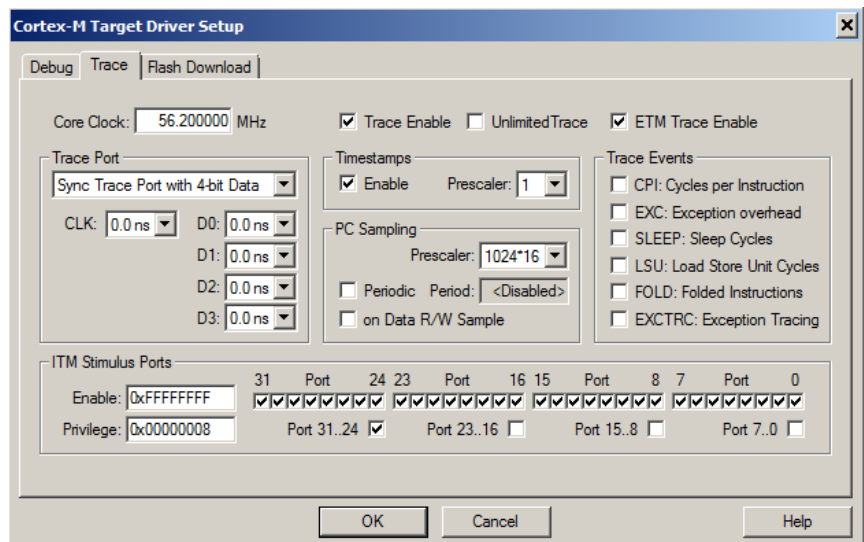 Cortex-M Target Driver Setup
Debug Trace Flash Download
Core Clock: 56.200000 MHz Trace Enable Unlimited Trace ETM Trace Enable
Trace Port Timestamps Trace Events
Sync Trace Port with 4-bit Data Enable Prescaler: 1 CPI: Cycles per Instruction
CLK: 0.0 ns D0: 0.0 ns PC Sampling EXC: Exception overhead
D1: 0.0 ns Prescaler: 1024*16 SLEEP: Sleep Cycles
D2: 0.0 ns Periodic Period: <Disabled> LSU: Load Store Unit Cycles
FOLD: Folded Instructions
D3: 0.0 ns on Data R/W Sample EXCTRC: Exception Tracing
ITM Stimulus Ports
31 Port 24 23 Port 16 15 Port 8 7 Port 0
Enable: 0xFFFFFFFF
Privilege: 0x00000008 Port 31..24 Port 23..16 Port 15..8 Port 7..0
OK Cancel Help